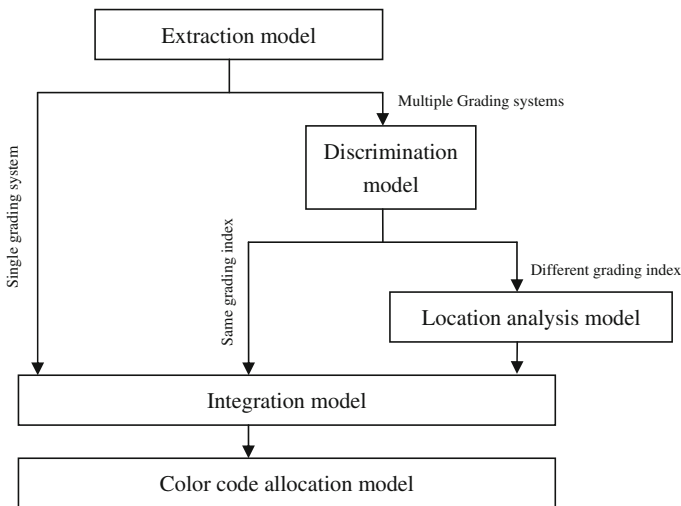 Extraction model
Multiple Grading systems
Single grading system
Discrimination
model
Same grading index
Different grading index
Location analysis model
Integration model
Color code allocation model